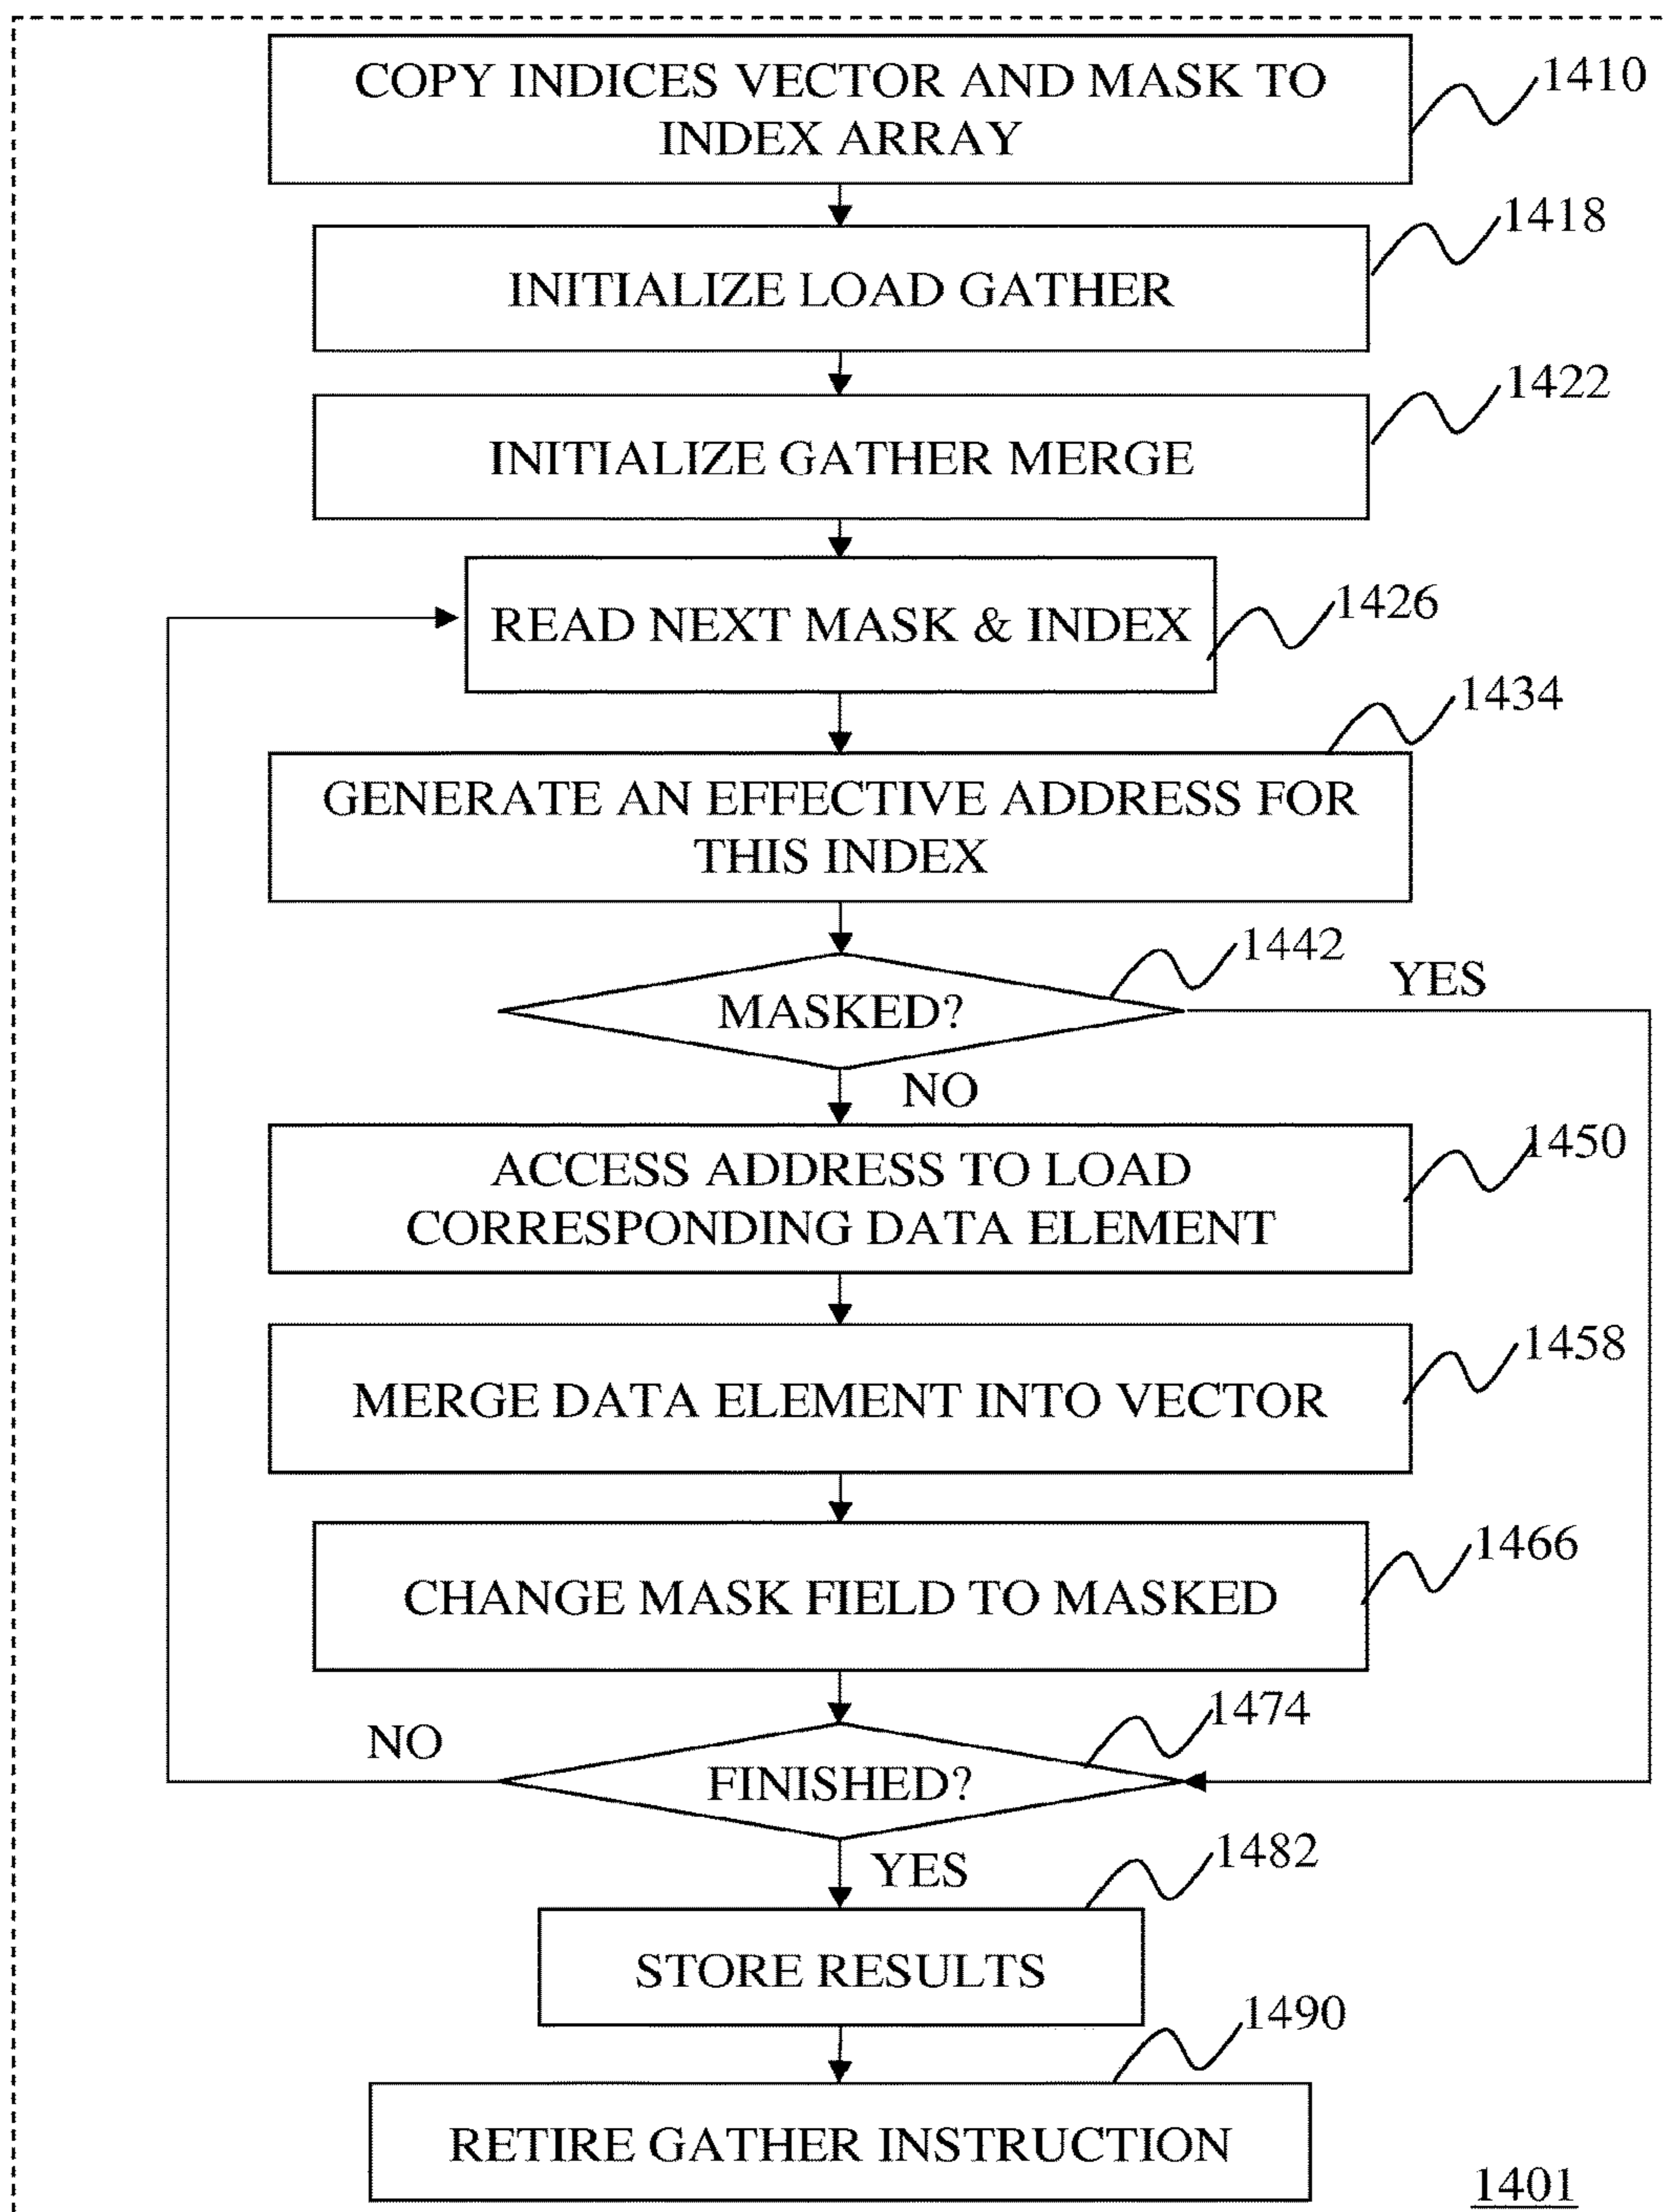 COPY INDICES VECTOR AND MASK TO
INDEX ARRAY
1410
INITIALIZE LOAD GATHER
1418
INITIALIZE GATHER MERGE
1422
READ NEXT MASK & INDEX
1426
GENERATE AN EFFECTIVE ADDRESS FOR
THIS INDEX
1434
MASKED?
1442
YES
NO
ACCESS ADDRESS TO LOAD
CORRESPONDING DATA ELEMENT
1450
MERGE DATA ELEMENT INTO VECTOR
1458
CHANGE MASK FIELD TO MASKED
1466
FINISHED?
1474
NO
YES
STORE RESULTS
1482
RETIRE GATHER INSTRUCTION
1490
1401